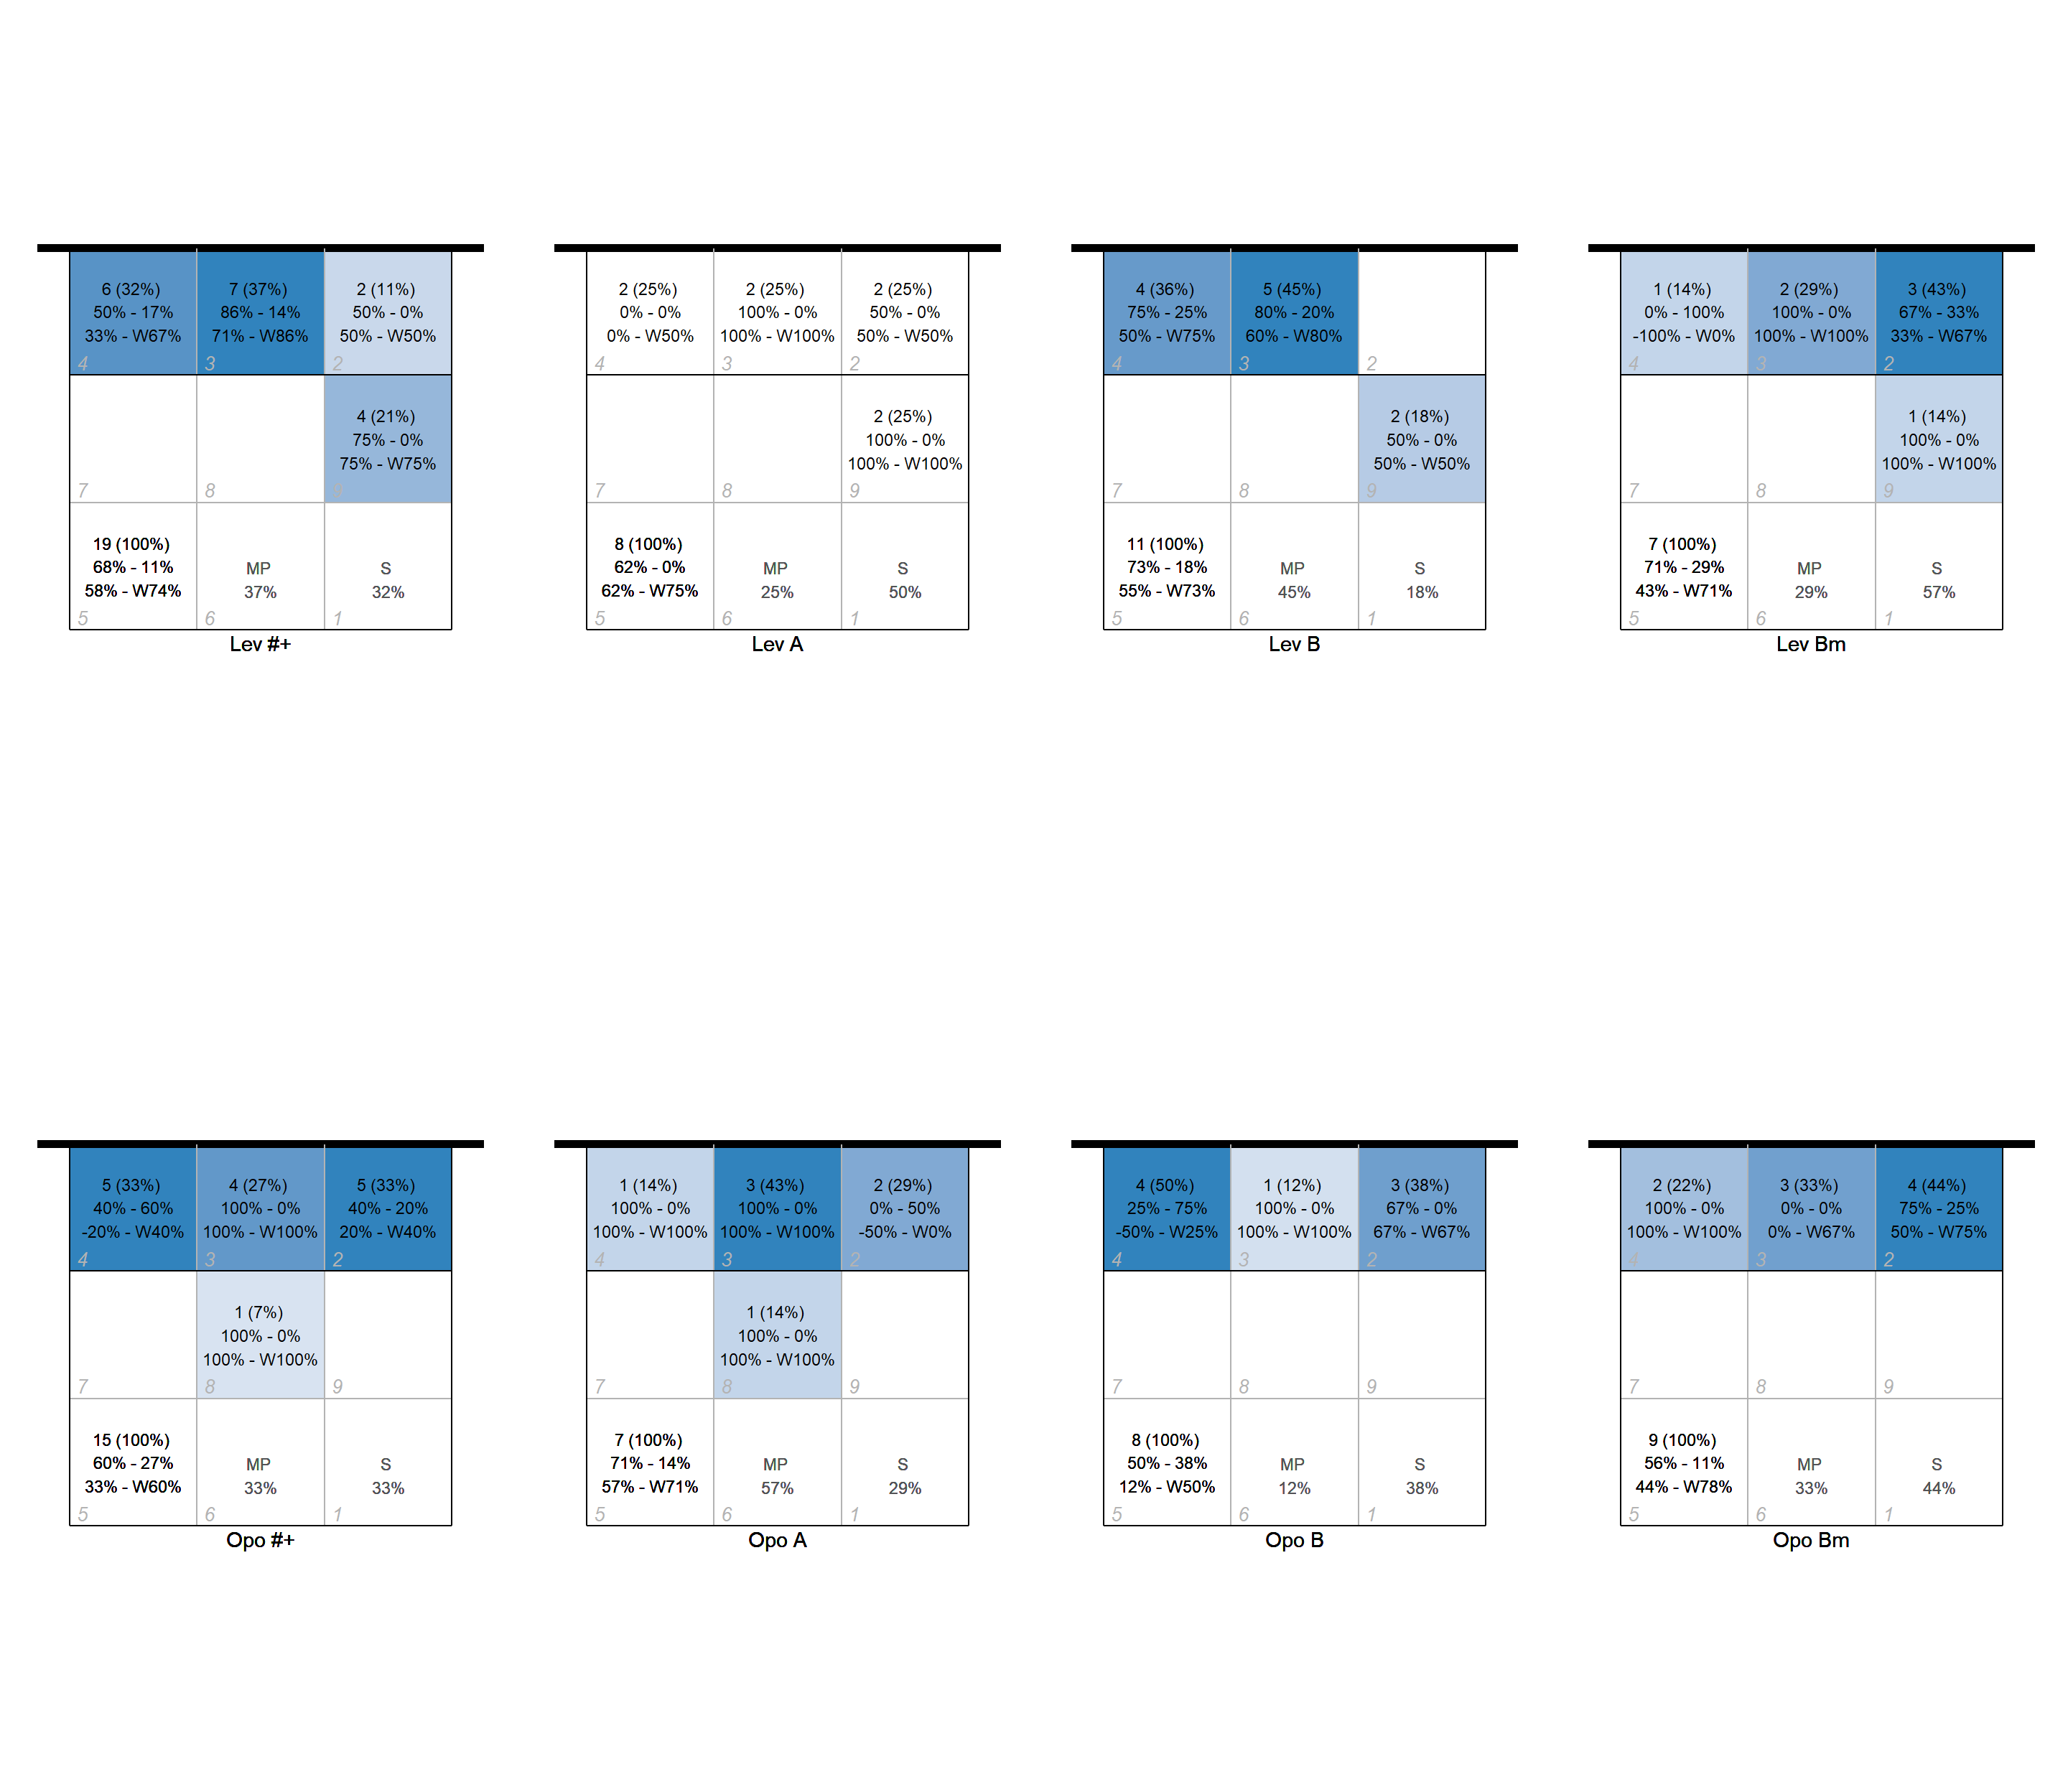 6 (32%)
50% - 17%
33% - W67%
4
7 (37%)
86% - 14%
71% - W86%
3
2 (11%)
50% - 0%
50% - W50%
2
7
8
4 (21%)
75% - 0%
75% - W75%
19 (100%)
68% - 11%
58% - W74%
5
MP
37%
6
S
32%
1
Lev #+
2 (25%)
0% - 0%
0% - W50%
4
2 (25%)
100% - 0%
100% - W100%
3
2 (25%)
50% - 0%
50% - W50%
2
7
8
2 (25%)
100% - 0%
100% - W100%
9
8 (100%)
62% - 0%
62% - W75%
5
MP
25%
6
S
50%
1
Lev A
4 (36%)
75% - 25%
50% - W75%
4
5 (45%)
80% - 20%
60% - W80%
3
2
7
8
2 (18%)
50% - 0%
50% - W50%
9
11 (100%)
73% - 18%
55% - W73%
5
MP
45%
6
S
18%
1
Lev B
1 (14%)
0% - 100%
-100% - W0%
4
2 (29%)
100% - 0%
100% - W100%
3
3 (43%)
67% - 33%
33% - W67%
2
7
8
1 (14%)
100% - 0%
100% - W100%
9
7 (100%)
71% - 29%
43% - W71%
5
MP
29%
6
S
57%
1
Lev Bm
5 (33%)
40% - 60%
-20% - W40%
4
4 (27%)
100% - 0%
100% - W100%
3
5 (33%)
40% - 20%
20% - W40%
2
7
1 (7%)
100% - 0%
100% - W100%
8
9
15 (100%)
60% - 27%
33% - W60%
5
MP
33%
6
S
33%
1
Opo #+
1 (14%)
100% - 0%
100% - W100%
4
3 (43%)
100% - 0%
100% - W100%
3
2 (29%)
0% - 50%
-50% - W0%
2
7
1 (14%)
100% - 0%
100% - W100%
8
9
7 (100%)
71% - 14%
57% - W71%
5
MP
57%
6
S
29%
1
Opo A
4 (50%)
25% - 75%
-50% - W25%
4
1 (12%)
100% - 0%
100% - W100%
3
3 (38%)
67% - 0%
67% - W67%
2
7
8
9
8 (100%)
50% - 38%
12% - W50%
5
MP
12%
6
S
38%
1
Opo B
2 (22%)
100% - 0%
100% - W100%
4
3 (33%)
0% - 0%
0% - W67%
3
4 (44%)
75% - 25%
50% - W75%
2
7
8
9
9 (100%)
56% - 11%
44% - W78%
5
MP
33%
6
S
44%
1
Opo Bm